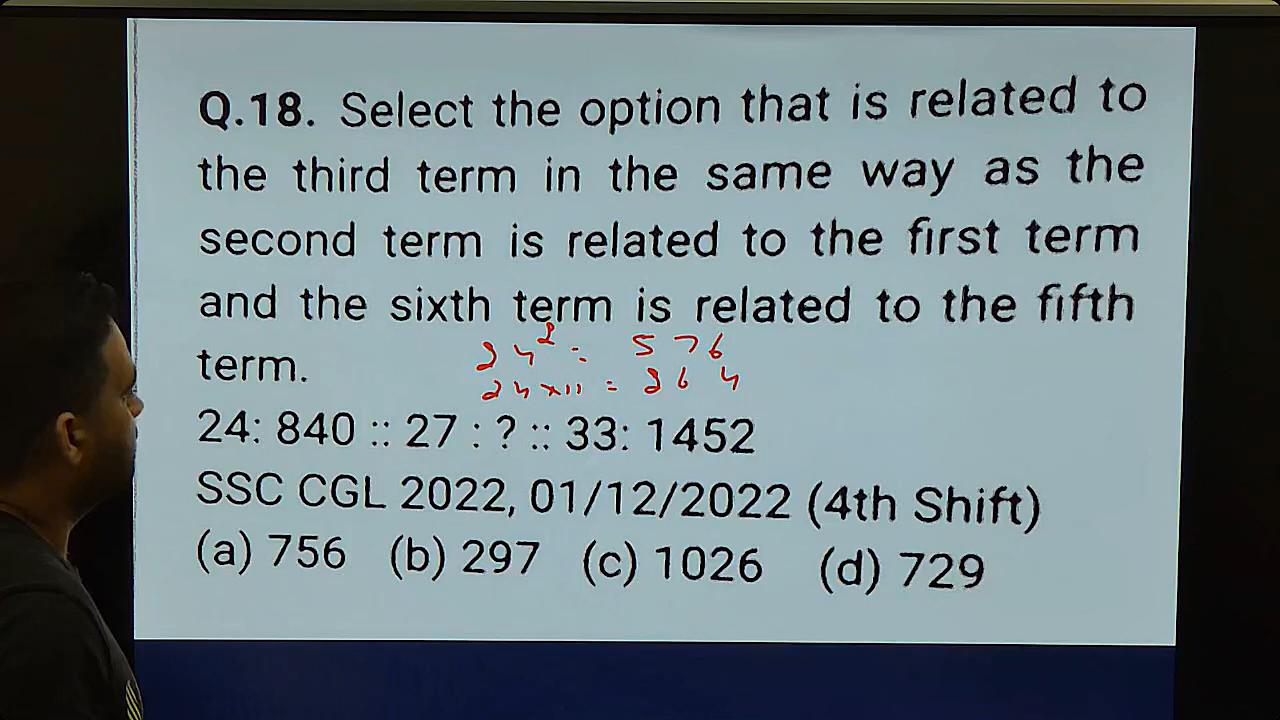 Q.18. Select the option that is related to
the third term in the same way as the
second term is related to the first term
and the sixth term is related to the fifth
term.
24² = 576
24×11 = 264
24: 840 :: 27 : ? :: 33: 1452
SSC CGL 2022, 01/12/2022 (4th Shift)
(a) 756 (b) 297 (c) 1026 (d) 729